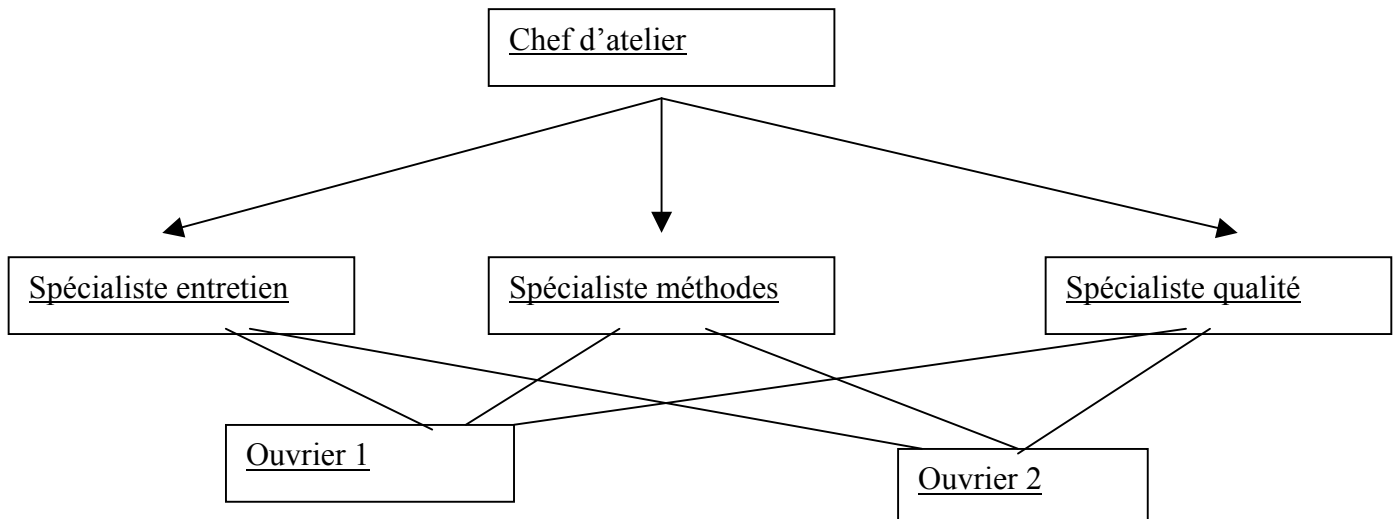 Chef d’atelier
Spécialiste entretien
Spécialiste méthodes
Spécialiste qualité
Ouvrier 1
Ouvrier 2